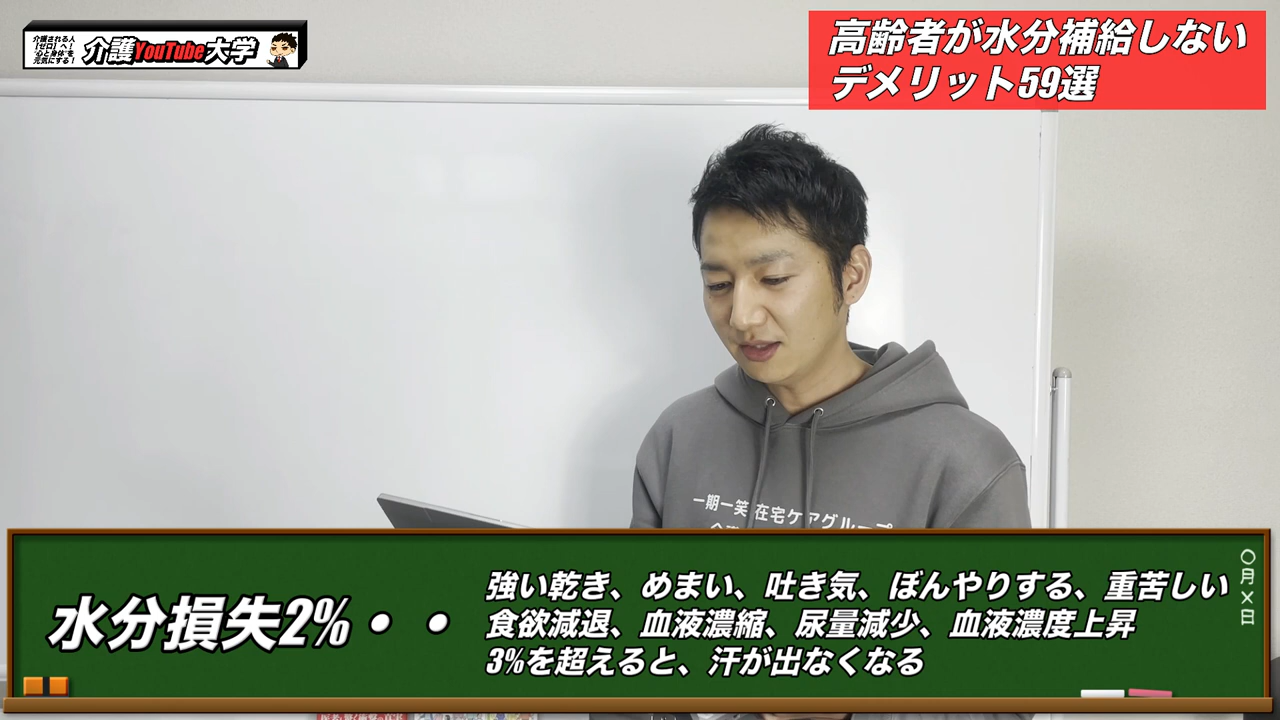 介護される人
【ゼロ】へ！
"心と身体"を
元気にする！
介護YouTube大学
高齢者が水分補給しない
デメリット59選
一期一笑 在宅ケアグループ
水分損失2%・・
強い乾き、めまい、吐き気、ぼんやりする、重苦しい
食欲減退、血液濃縮、尿量減少、血液濃度上昇
3%を超えると、汗が出なくなる
〇月×日